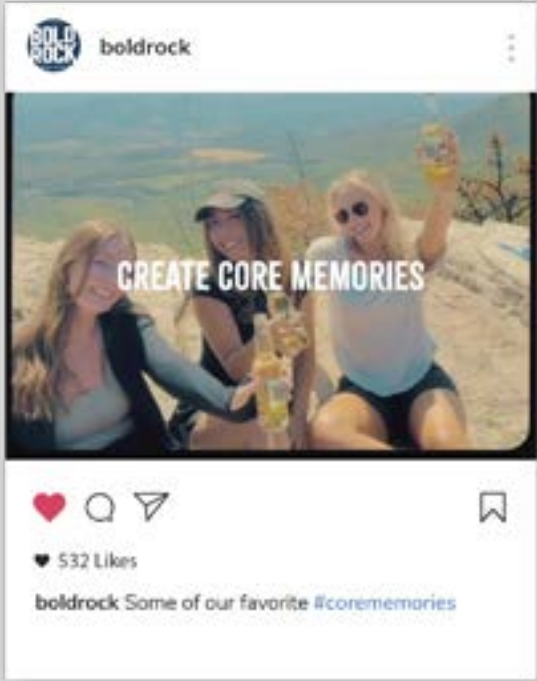 BOLD
ROCK
boldrock
CREATE CORE MEMORIES
532 Likes
boldrock Some of our favorite #corememories